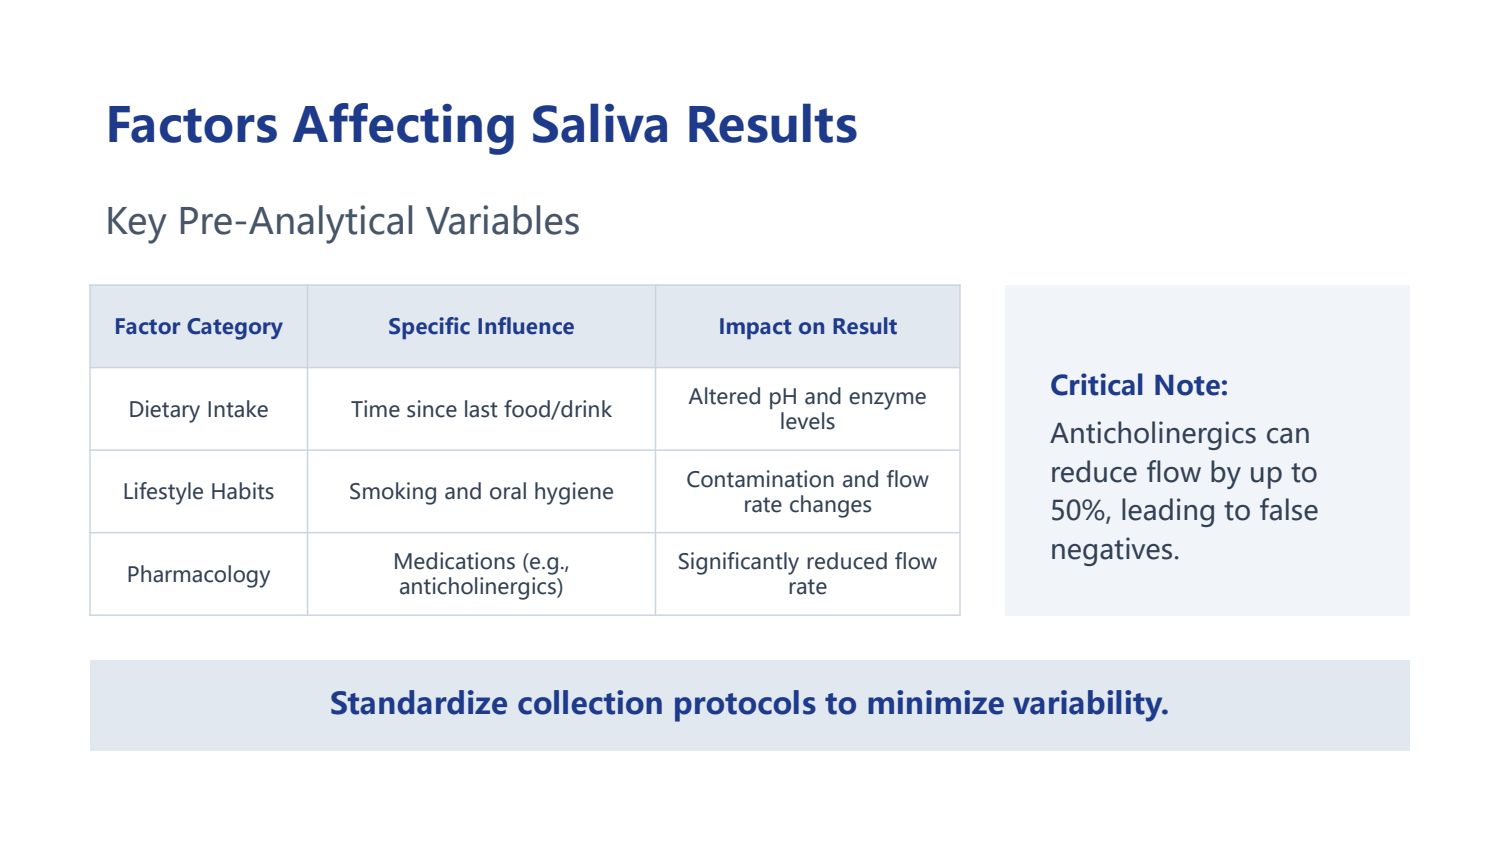 Factors Affecting Saliva Results
Key Pre-Analytical Variables
Factor Category
Specific Influence
Impact on Result
Dietary Intake
Time since last food/drink
Altered pH and enzyme
levels
Lifestyle Habits
Smoking and oral hygiene
Contamination and flow
rate changes
Pharmacology
Medications (e.g.,
anticholinergics)
Significantly reduced flow
rate
Critical Note:
Anticholinergics can
reduce flow by up to
50%, leading to false
negatives.
Standardize collection protocols to minimize variability.